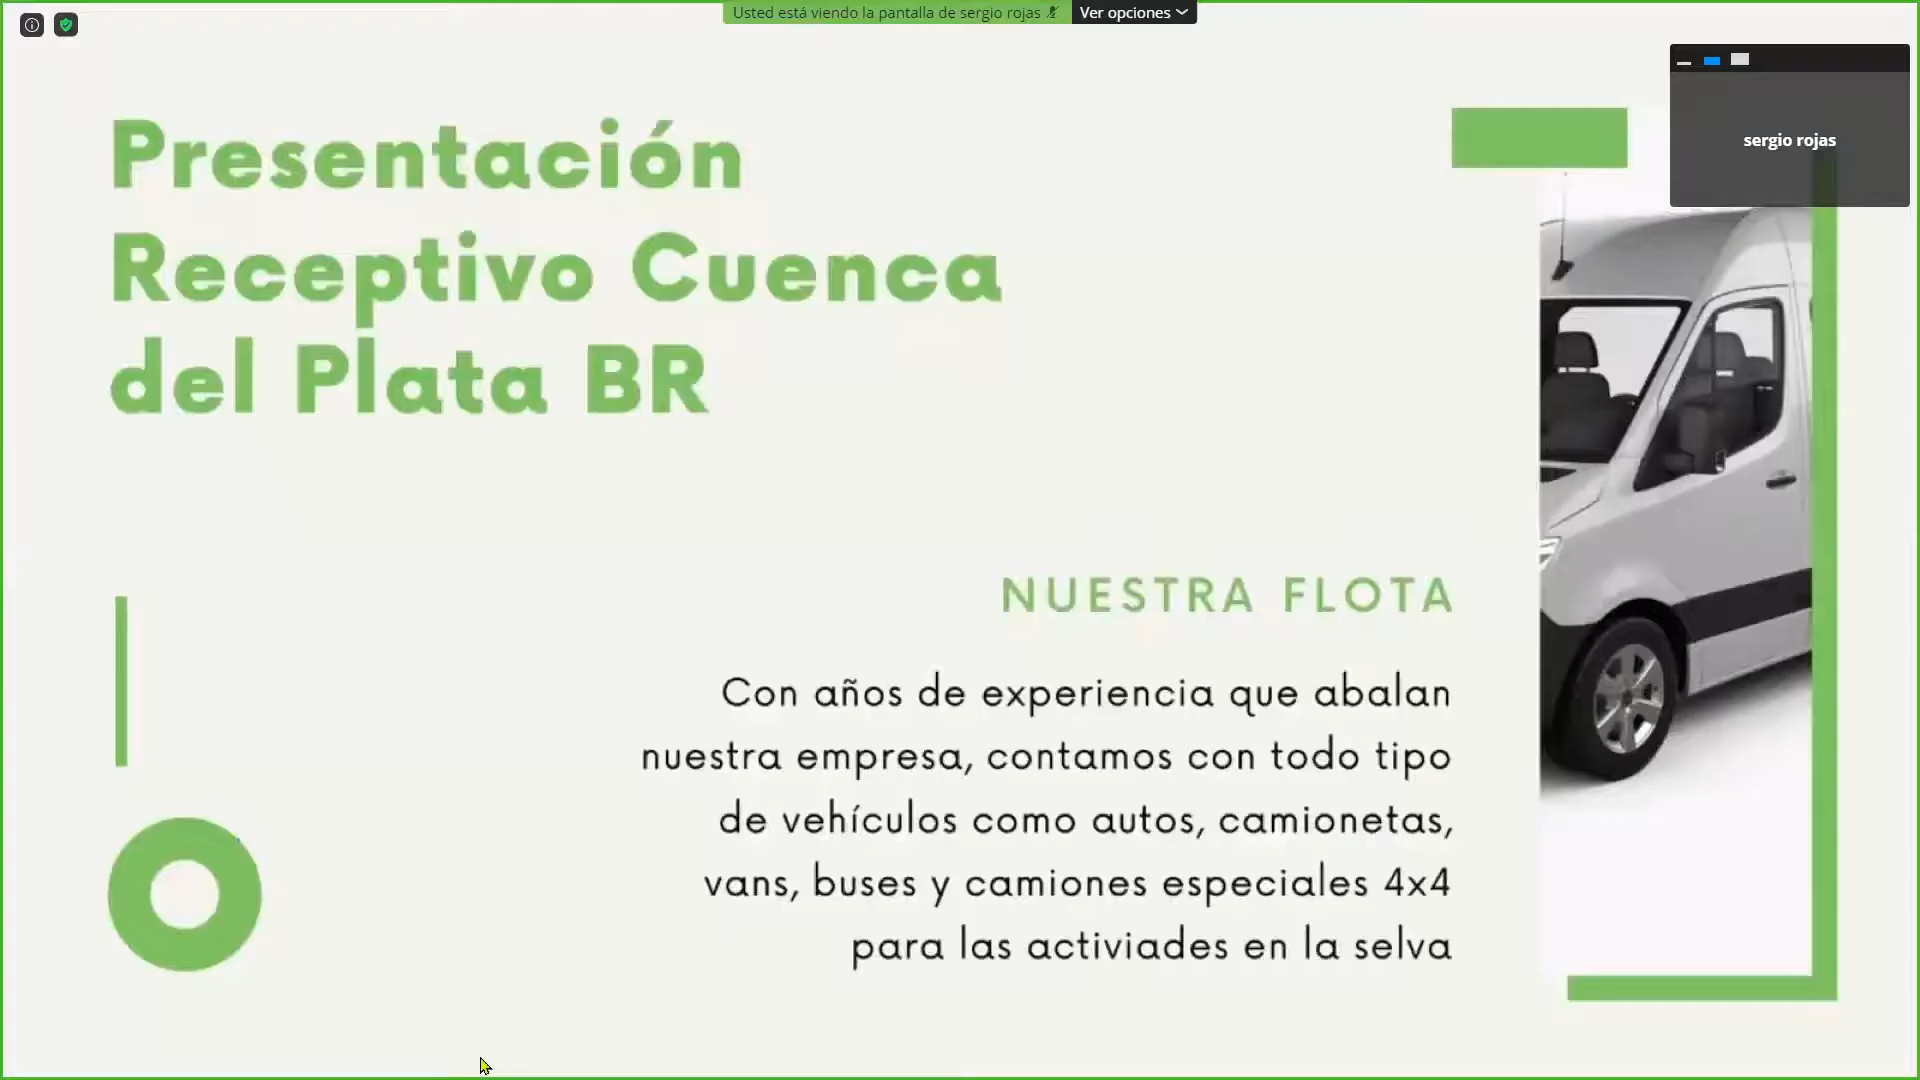 Usted está viendo la pantalla de sergio rojas
Ver opciones
sergio rojas
Presentación
Receptivo Cuenca
del Plata BR
NUESTRA FLOTA
Con años de experiencia que abalan
nuestra empresa, contamos con todo tipo
de vehículos como autos, camionetas,
vans, buses y camiones especiales 4x4
para las activiades en la selva